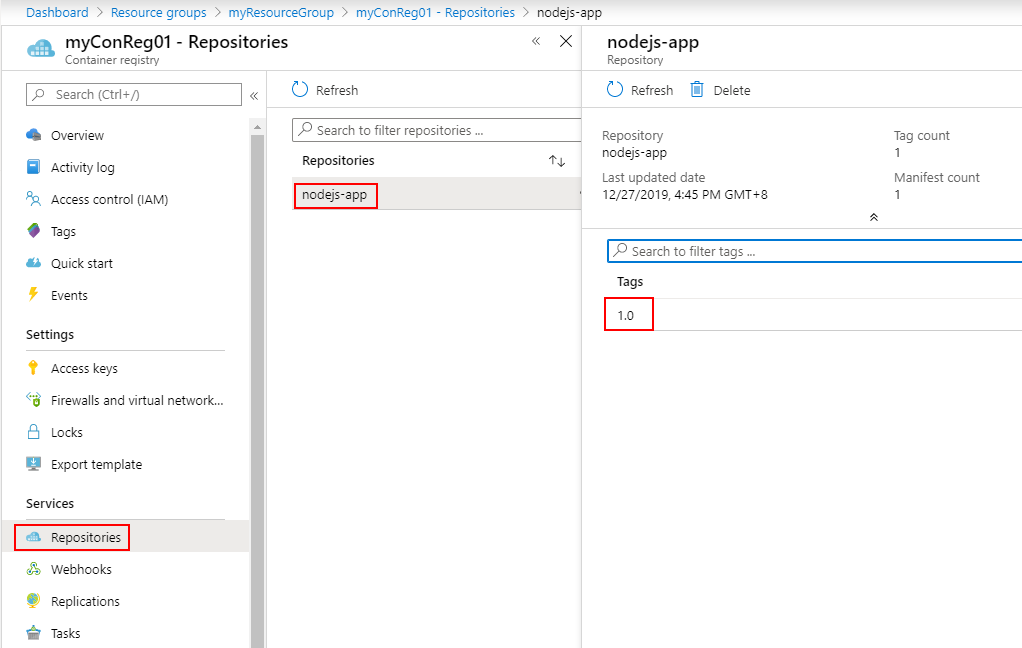 Dashboard > Resource groups > myResourceGroup > myConReg01 - Repositories > nodejs-app
myConReg01 - Repositories
Container registry
Search (Ctrl+/)
Overview
Activity log
Access control (IAM)
Tags
Quick start
Events
Settings
Access keys
Firewalls and virtual network...
Locks
Export template
Services
Repositories
Webhooks
Replications
Tasks
Refresh
Search to filter repositories ...
Repositories
nodejs-app
nodejs-app
Repository
Refresh Delete
Repository
nodejs-app
Last updated date
12/27/2019, 4:45 PM GMT+8
Tag count
1
Manifest count
1
Search to filter tags ...
Tags
1.0